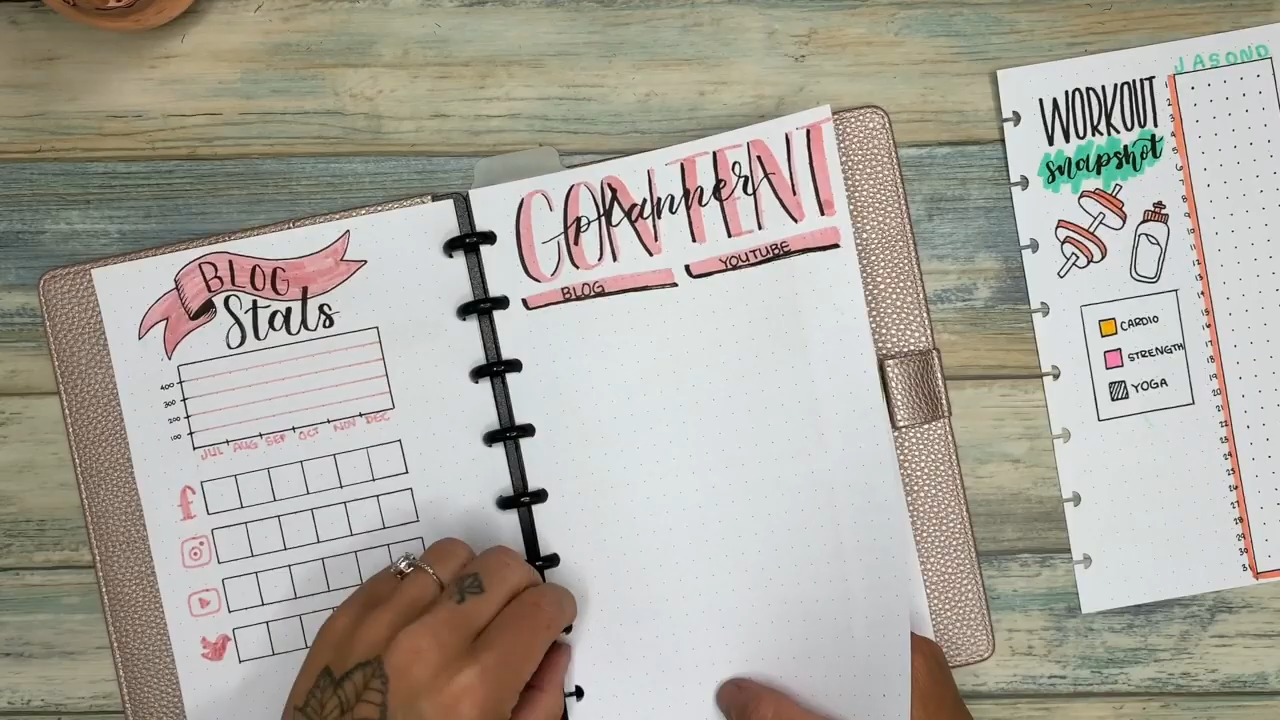 BLOG
Stats
400
300
200
100
JUL AUG SEP OCT NOV DEC
f
CONTENT
planner
BLOG
YOUTUBE
WORKOUT
snapshot
CARDIO
STRENGTH
YOGA
JASOND